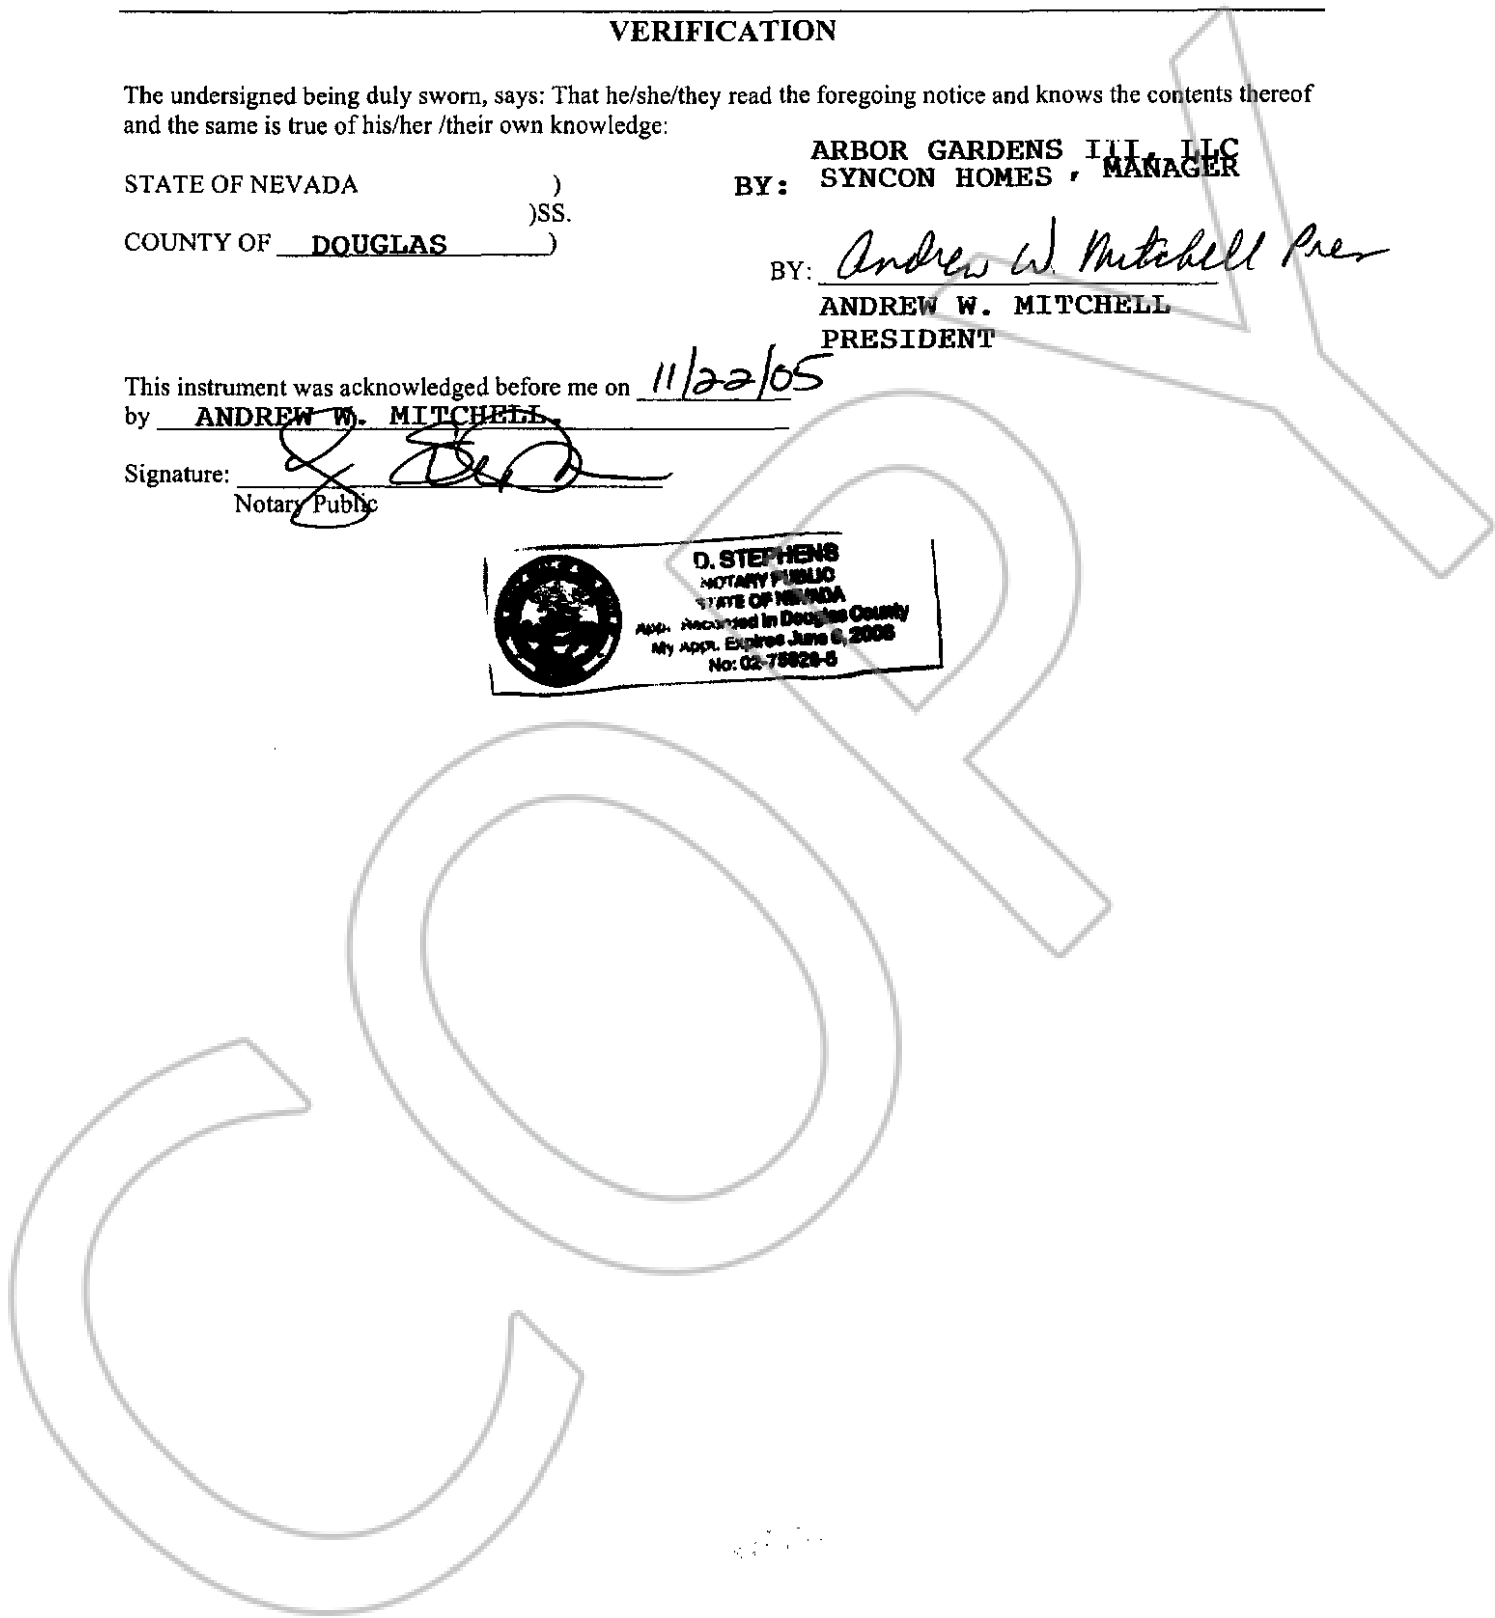 VERIFICATION
The undersigned being duly sworn, says: That he/she/they read the foregoing notice and knows the contents thereof
and the same is true of his/her /their own knowledge:
ARBOR GARDENS III, LLC
BY: SYNCON HOMES , MANAGER
STATE OF NEVADA )
)SS.
COUNTY OF DOUGLAS )
BY: Andrew W. Mitchell Pres
ANDREW W. MITCHELL
PRESIDENT
This instrument was acknowledged before me on 11/22/05
by ANDREW W. MITCHELL.
Signature:
Notary Public
D. STEPHENS
NOTARY PUBLIC
STATE OF NEVADA
App. Recorded in Douglas County
My App. Expires June 6, 2006
No: 02-75826-5
COPY